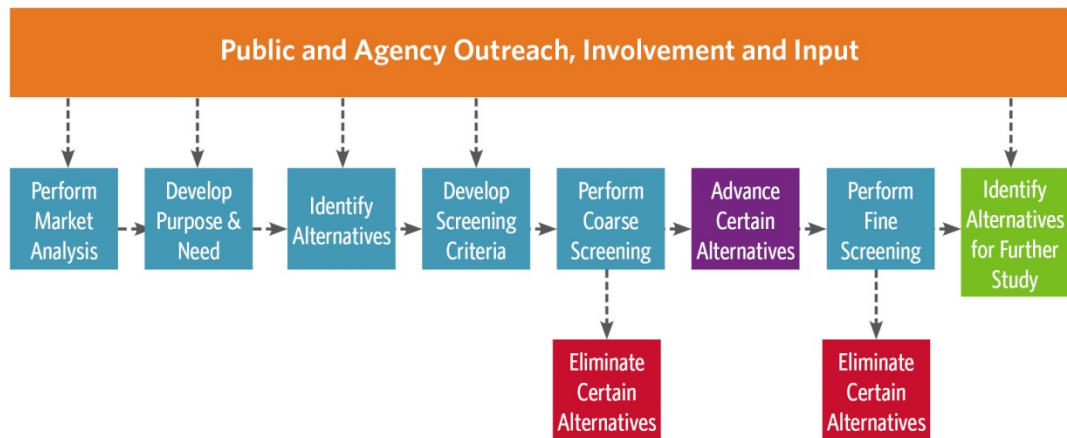 Public and Agency Outreach, Involvement and Input
Perform
Market
Analysis
Develop
Purpose &
Need
Identify
Alternatives
Develop
Screening
Criteria
Perform
Coarse
Screening
Advance
Certain
Alternatives
Perform
Fine
Screening
Identify
Alternatives
for Further
Study
Eliminate
Certain
Alternatives
Eliminate
Certain
Alternatives